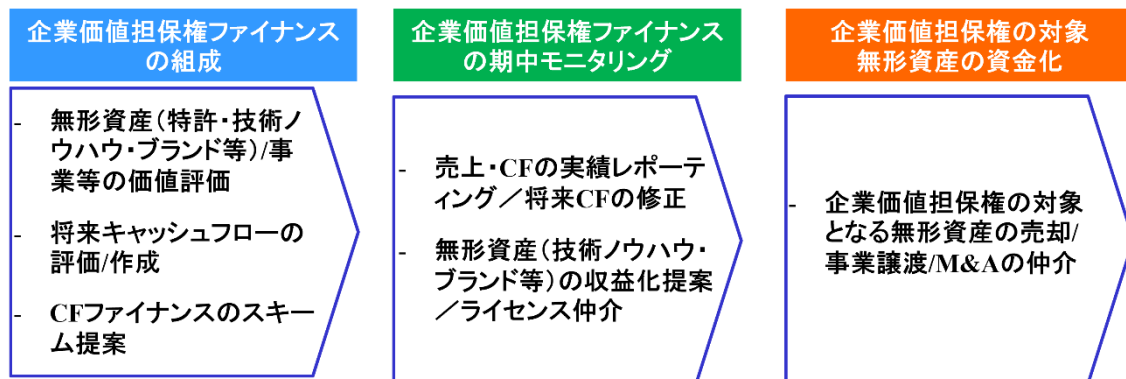 企業価値担保権ファイナンス
の組成
- 無形資産（特許・技術ノ
ウハウ・ブランド等）/事
業等の価値評価
- 将来キャッシュフローの
評価/作成
- CFファイナンスのスキー
ム提案
企業価値担保権ファイナンス
の期中モニタリング
- 売上・CFの実績レポーティ
ング／将来CFの修正
- 無形資産（技術ノウハウ・
ブランド等）の収益化提案
／ライセンス仲介
企業価値担保権の対象
無形資産の資金化
- 企業価値担保権の対象
となる無形資産の売却/
事業譲渡/M&Aの仲介